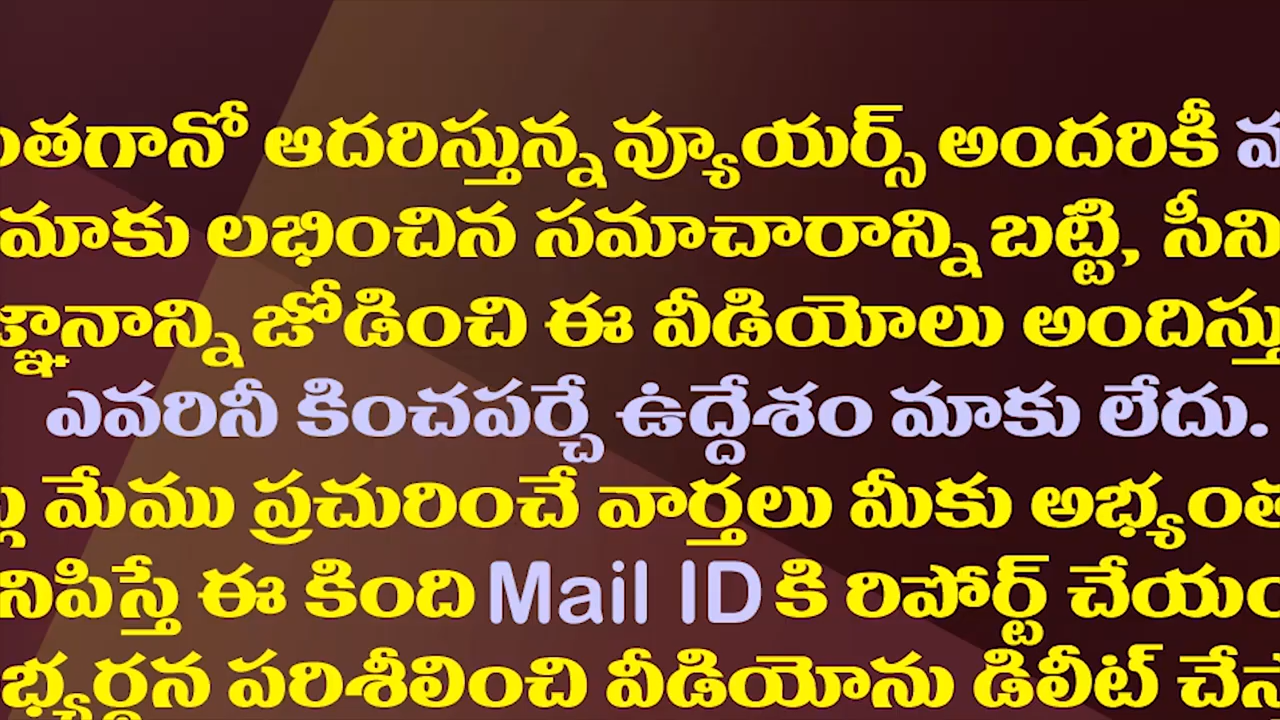 ంతగానో ఆదరిస్తున్న వ్యూయర్స్ అందరికీ
మాకు లభించిన సమాచారాన్ని బట్టి, సీని
జ్ఞానాన్ని జోడించి ఈ వీడియోలు అందిస్తు
ఎవరినీ కించపర్చే ఉద్దేశం మాకు లేదు.
మేము ప్రచురించే వార్తలు మీకు అభ్యంత
నిపిస్తే ఈ కింది Mail ID కి రిపోర్ట్ చేయం
భ్యర్థన పరిశీలించి వీడియోను డిలీట్ చేస